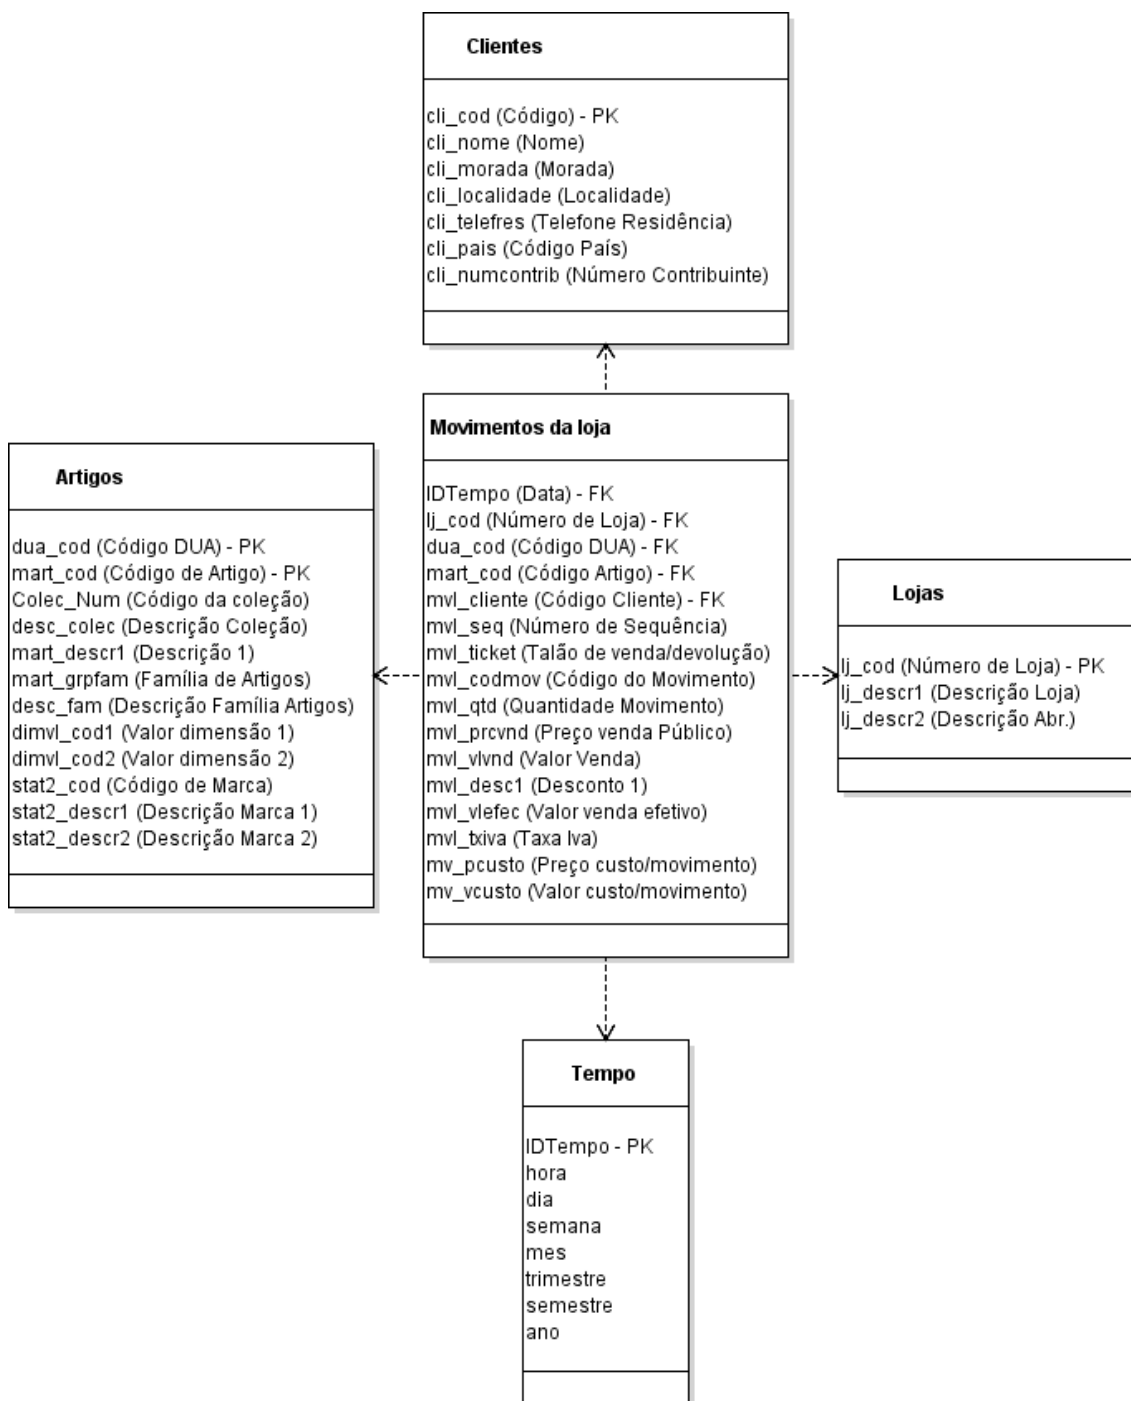 Clientes
cli_cod (Código) - PK
cli_nome (Nome)
cli_morada (Morada)
cli_localidade (Localidade)
cli_telefres (Telefone Residência)
cli_pais (Código País)
cli_numcontrib (Número Contribuinte)
Movimentos da loja
IDTempo (Data) - FK
lj_cod (Número de Loja) - FK
dua_cod (Código DUA) - FK
mart_cod (Código Artigo) - FK
mvl_cliente (Código Cliente) - FK
mvl_seq (Número de Sequência)
mvl_ticket (Talão de venda/devolução)
mvl_codmov (Código do Movimento)
mvl_qtd (Quantidade Movimento)
mvl_prcvnd (Preço venda Público)
mvl_vlvnd (Valor Venda)
mvl_desc1 (Desconto 1)
mvl_vlefec (Valor venda efetivo)
mvl_txiva (Taxa Iva)
mv_pcusto (Preço custo/movimento)
mv_vcusto (Valor custo/movimento)
Artigos
dua_cod (Código DUA) - PK
mart_cod (Código de Artigo) - PK
Colec_Num (Código da coleção)
desc_colec (Descrição Coleção)
mart_descr1 (Descrição 1)
mart_grpfam (Família de Artigos)
desc_fam (Descrição Família Artigos)
dimvl_cod1 (Valor dimensão 1)
dimvl_cod2 (Valor dimensão 2)
stat2_cod (Código de Marca)
stat2_descr1 (Descrição Marca 1)
stat2_descr2 (Descrição Marca 2)
Lojas
lj_cod (Número de Loja) - PK
lj_descr1 (Descrição Loja)
lj_descr2 (Descrição Abr.)
Tempo
IDTempo - PK
hora
dia
semana
mes
trimestre
semestre
ano